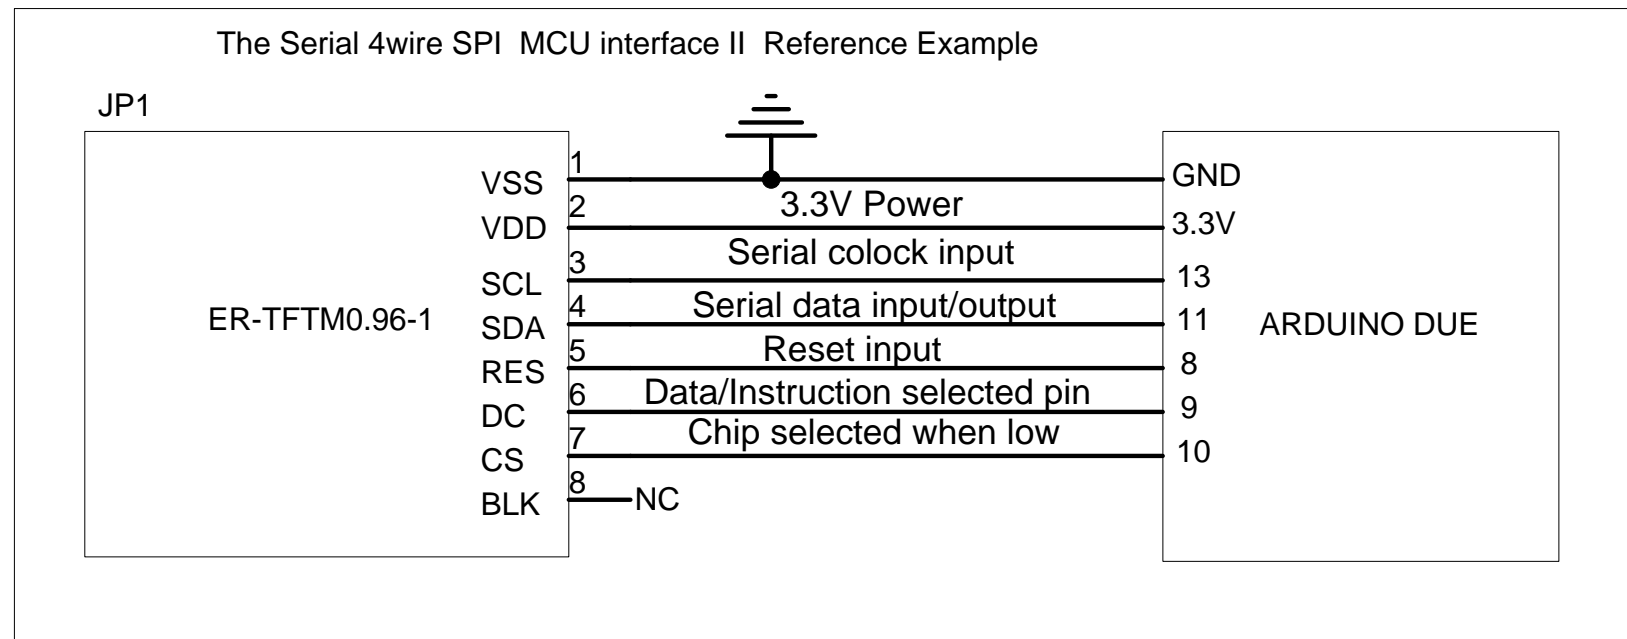 The Serial 4wire SPI MCU interface II Reference Example
JP1
VSS 1 GND
3.3V Power
VDD 2 3.3V
Serial colock input
SCL 3 13
Serial data input/output
SDA 4 11
ER-TFTM0.96-1
ARDUINO DUE
Reset input
RES 5 8
Data/Instruction selected pin
DC 6 9
Chip selected when low
CS 7 10
BLK 8 NC